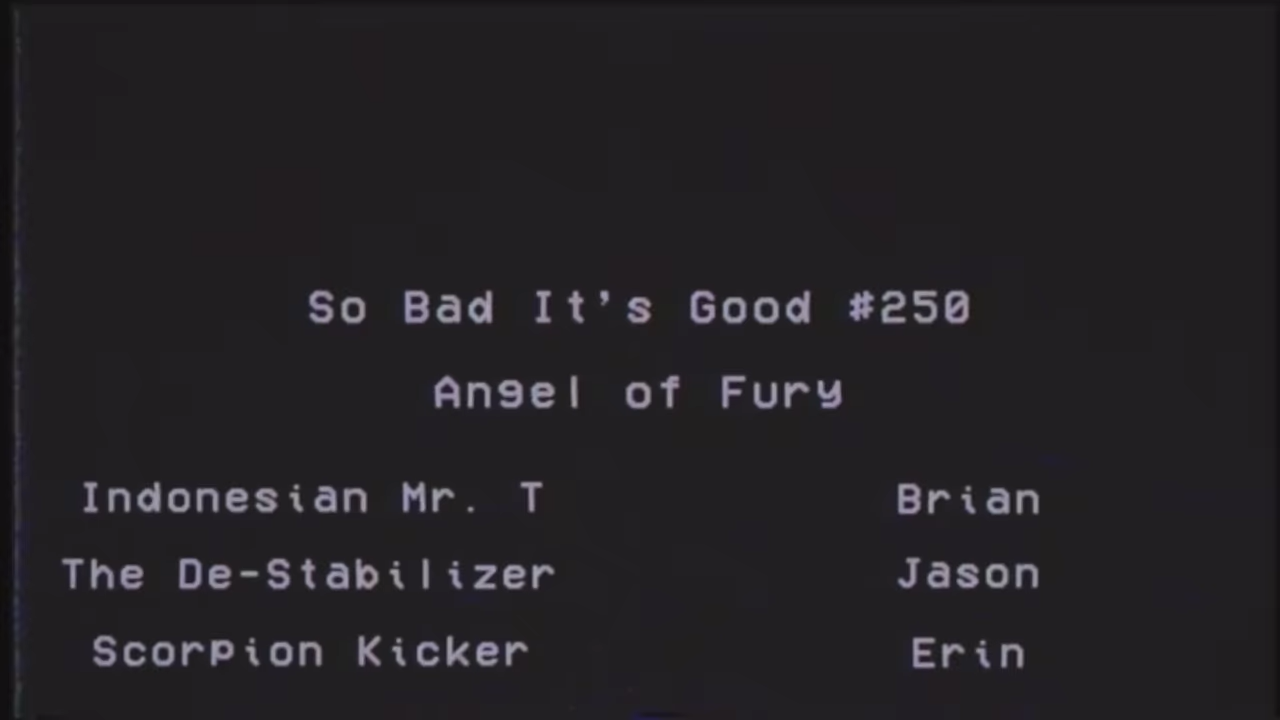 So Bad It's Good #250
Angel of Fury
Indonesian Mr. T Brian
The De-Stabilizer Jason
Scorpion Kicker Erin